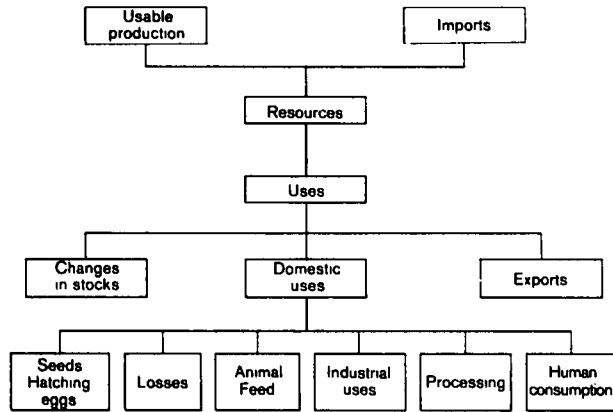 Usable
production
Imports
Resources
Uses
Changes
in stocks
Domestic
uses
Exports
Seeds
Hatching
eggs
Losses
Animal
Feed
Industrial
uses
Processing
Human
consumption